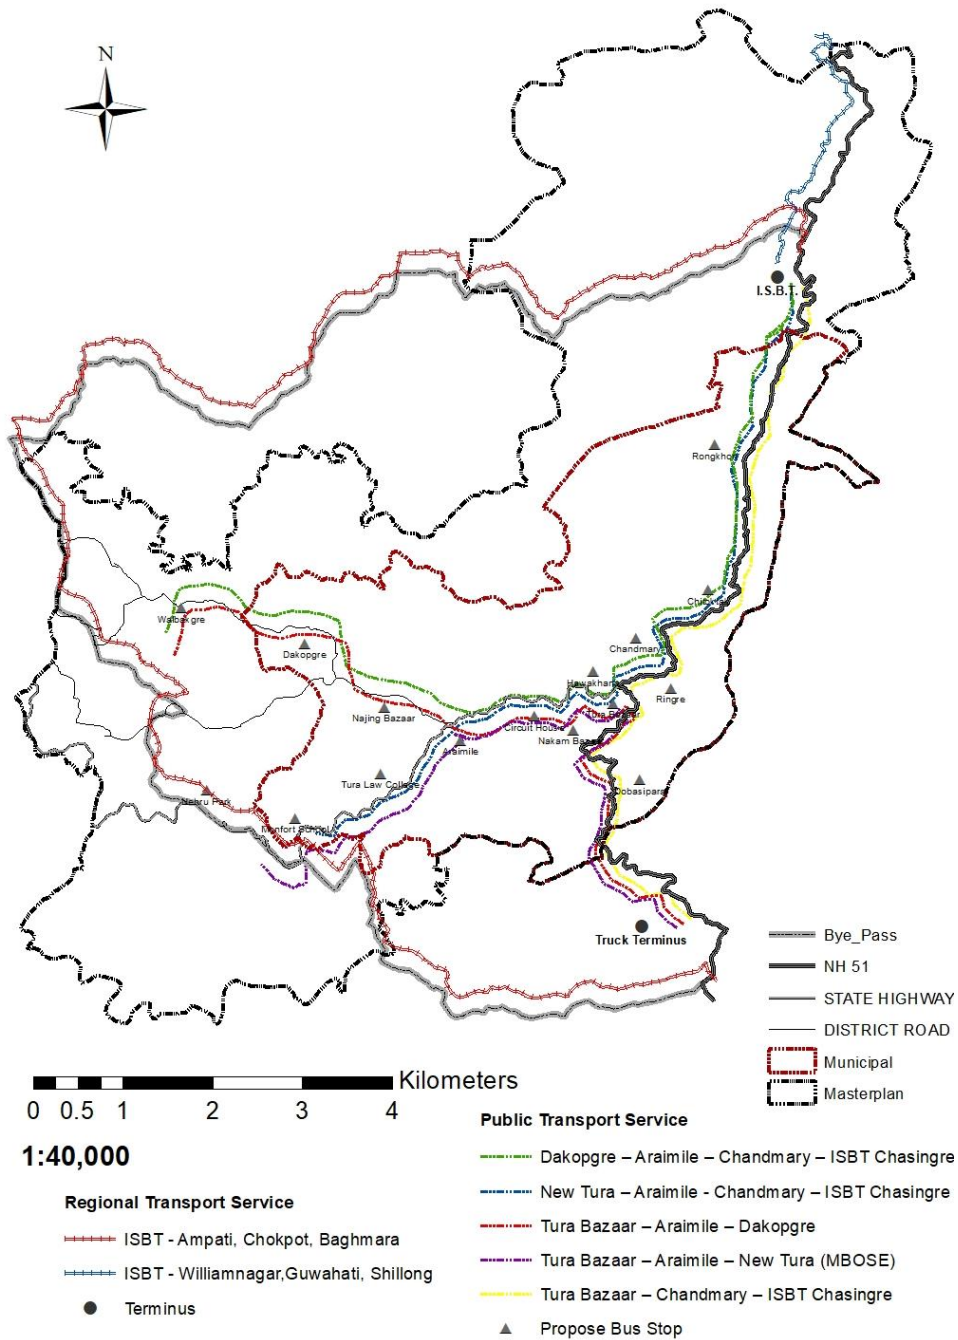 N
I.S.B.T.
Rongkhon
Chandmary
Walbakgre
Dakopgre
Hawakhana
Ringre
Najing Bazaar
Tura Bazaar
Circuit House
Nakam Bazar
Araimile
Tura Law College
Dobasipara
Nehru Park
Monfort School
Truck Terminus
Bye_Pass
NH 51
STATE HIGHWAY
DISTRICT ROAD
Municipal
Masterplan
Kilometers
0 0.5 1 2 3 4
1:40,000
Public Transport Service
Dakopgre – Araimile – Chandmary – ISBT Chasingre
New Tura – Araimile - Chandmary – ISBT Chasingre
Tura Bazaar – Araimile – Dakopgre
Tura Bazaar – Araimile – New Tura (MBOSE)
Tura Bazaar – Chandmary – ISBT Chasingre
Propose Bus Stop
Regional Transport Service
ISBT - Ampati, Chokpot, Baghmara
ISBT - Williamnagar,Guwahati, Shillong
Terminus